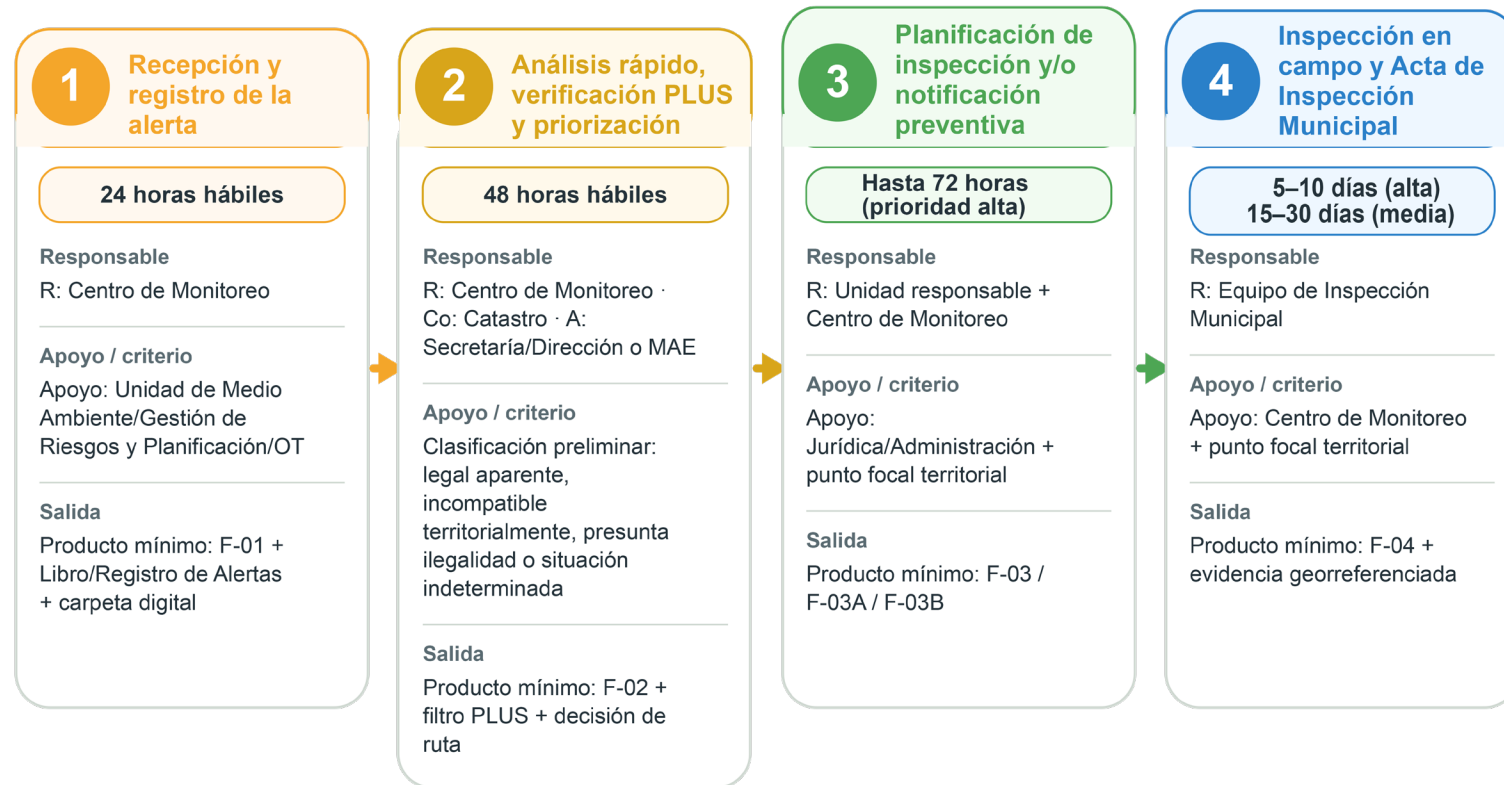 1
Recepción y
registro de la
alerta
24 horas hábiles
Responsable
R: Centro de Monitoreo
Apoyo / criterio
Apoyo: Unidad de Medio
Ambiente/Gestión de
Riesgos y Planificación/OT
Salida
Producto mínimo: F-01 +
Libro/Registro de Alertas
+ carpeta digital
2
Análisis rápido,
verificación PLUS
y priorización
48 horas hábiles
Responsable
R: Centro de Monitoreo ·
Co: Catastro · A:
Secretaría/Dirección o MAE
Apoyo / criterio
Clasificación preliminar:
legal aparente,
incompatible
territorialmente, presunta
ilegalidad o situación
indeterminada
Salida
Producto mínimo: F-02 +
filtro PLUS + decisión de
ruta
3
Planificación de
inspección y/o
notificación
preventiva
Hasta 72 horas
(prioridad alta)
Responsable
R: Unidad responsable +
Centro de Monitoreo
Apoyo / criterio
Apoyo:
Jurídica/Administración +
punto focal territorial
Salida
Producto mínimo: F-03 /
F-03A / F-03B
4
Inspección en
campo y Acta de
Inspección
Municipal
5–10 días (alta)
15–30 días (media)
Responsable
R: Equipo de Inspección
Municipal
Apoyo / criterio
Apoyo: Centro de Monitoreo
+ punto focal territorial
Salida
Producto mínimo: F-04 +
evidencia georreferenciada